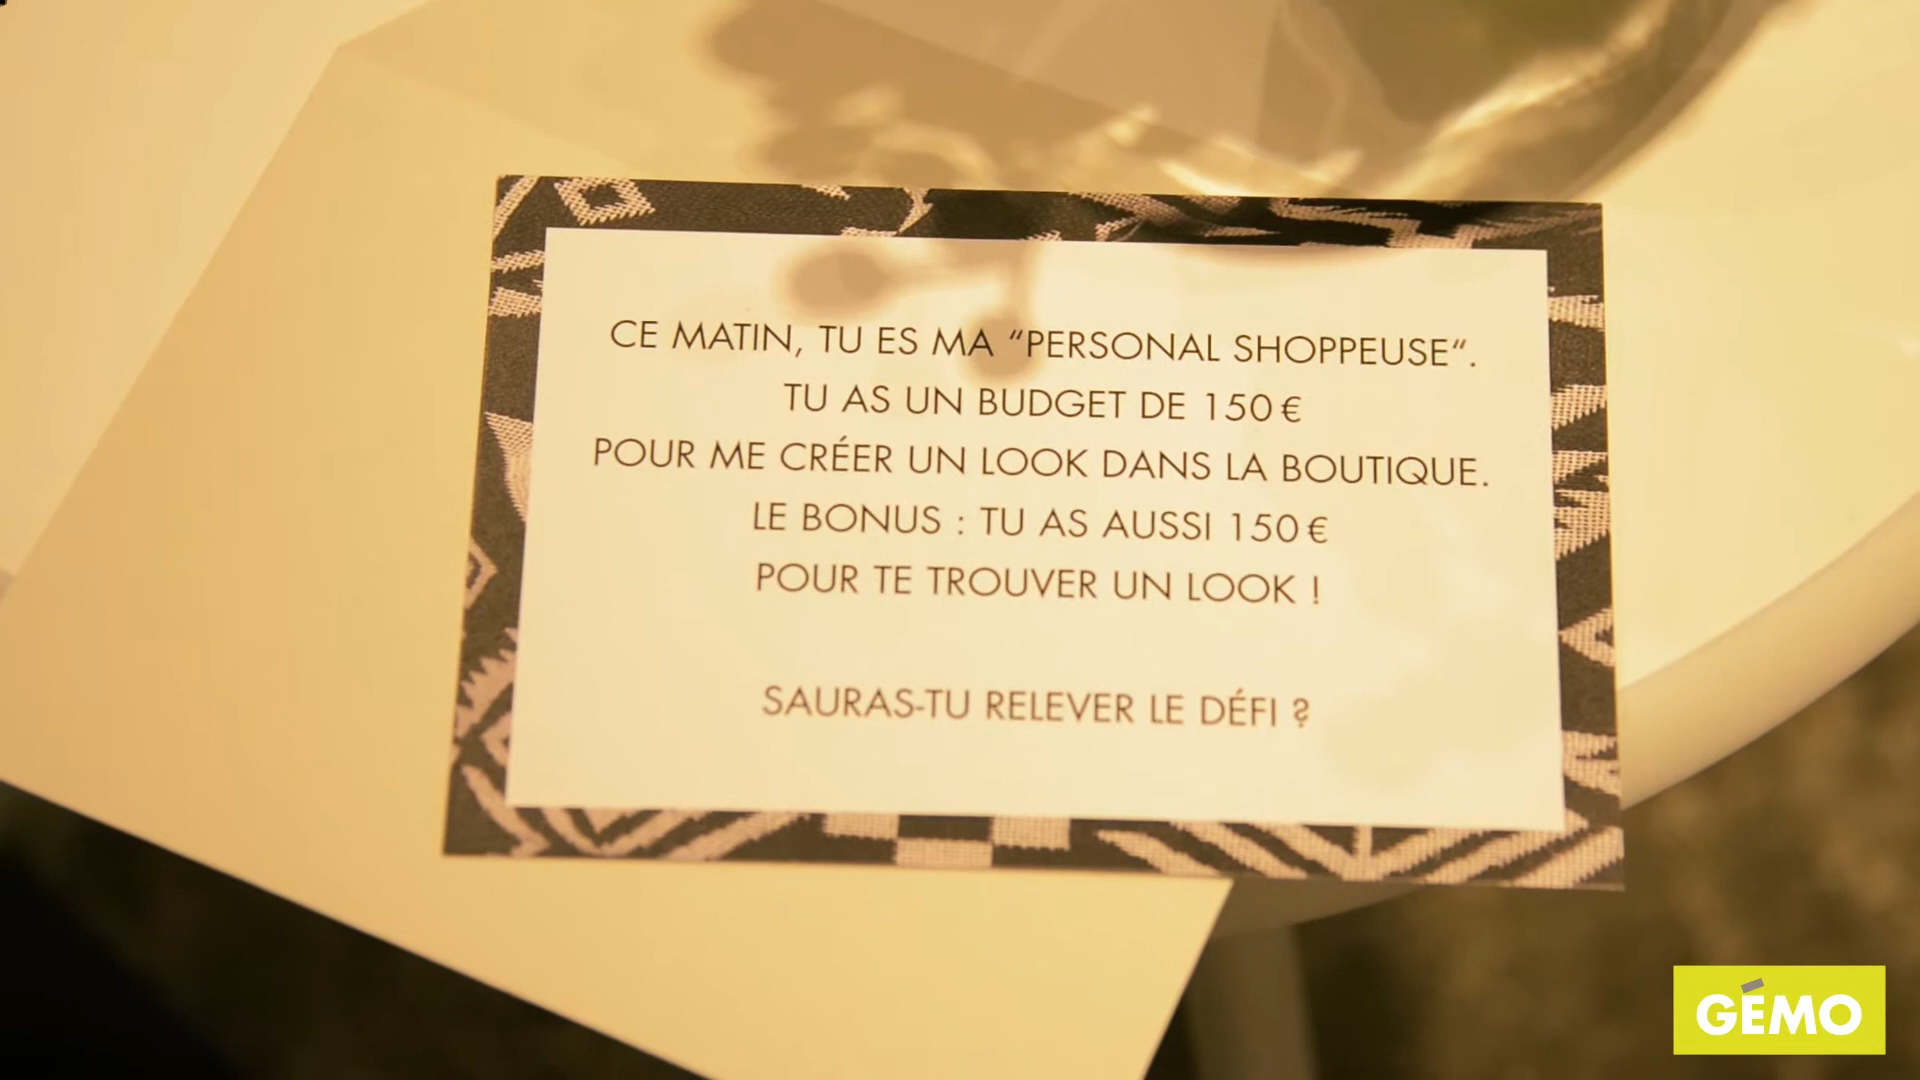 CE MATIN, TU ES MA “PERSONAL SHOPPEUSE“.
TU AS UN BUDGET DE 150 €
POUR ME CRÉER UN LOOK DANS LA BOUTIQUE.
LE BONUS : TU AS AUSSI 150 €
POUR TE TROUVER UN LOOK !
SAURAS-TU RELEVER LE DÉFI ?
GÉMO